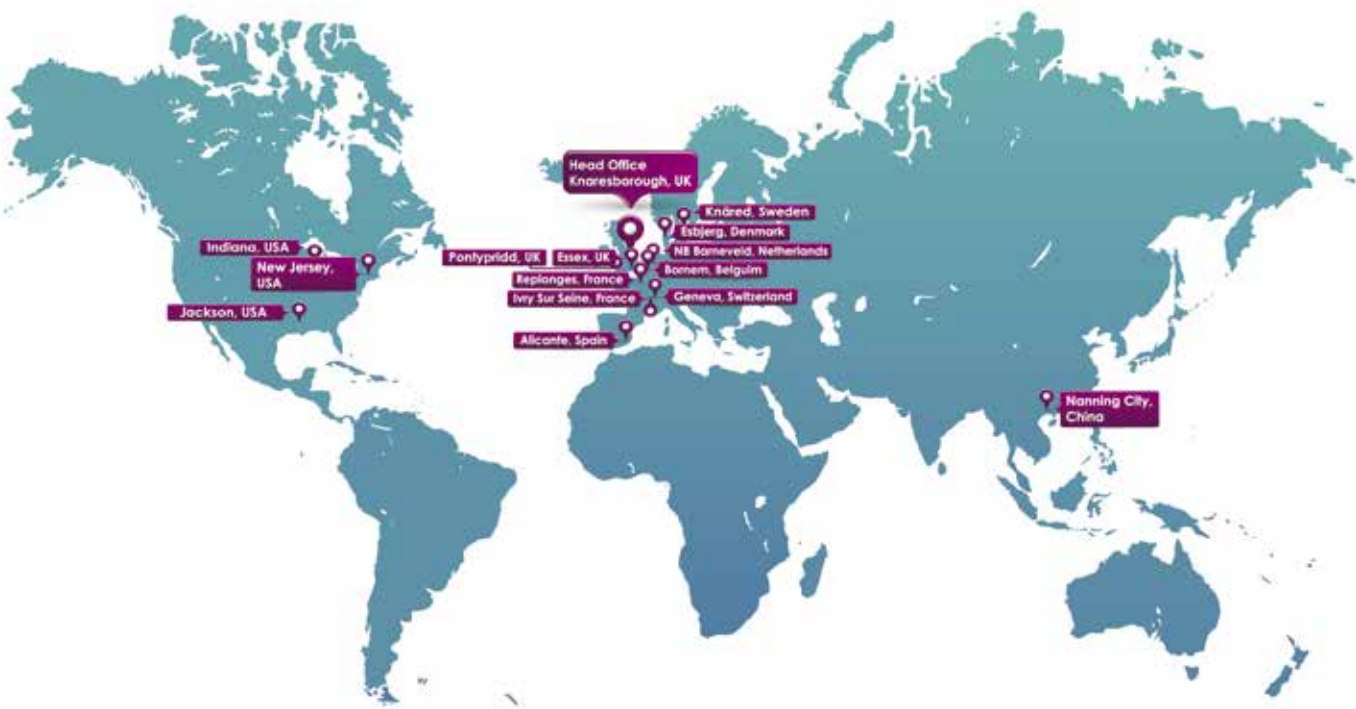 Head Office
Knaresborough, UK
Knäred, Sweden
Esbjerg, Denmark
Indiana, USA
Pontypridd, UK
Essex, UK
NB Barneveld, Netherlands
New Jersey,
USA
Bornem, Belguim
Replonges, France
Ivry Sur Seine, France
Geneva, Switzerland
Jackson, USA
Alicante, Spain
Nanning City,
China